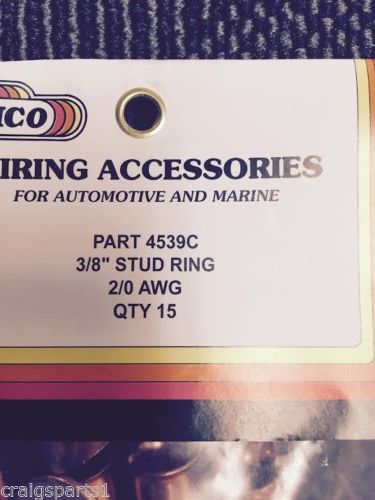 ICO
IRING ACCESSORIES
FOR AUTOMOTIVE AND MARINE
PART 4539C
3/8" STUD RING
2/0 AWG
QTY 15
craigsparts1